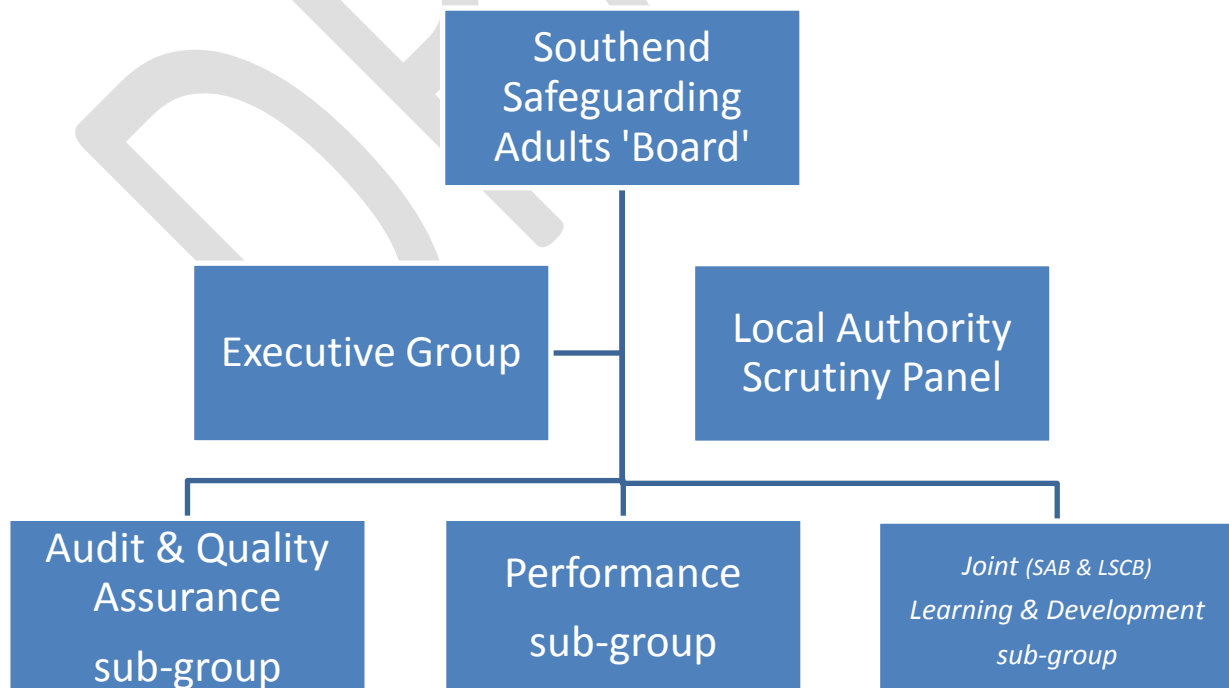 Southend
Safeguarding
Adults 'Board'
Executive Group
Local Authority
Scrutiny Panel
Audit & Quality
Assurance
sub-group
Performance
sub-group
Joint (SAB & LSCB)
Learning & Development
sub-group